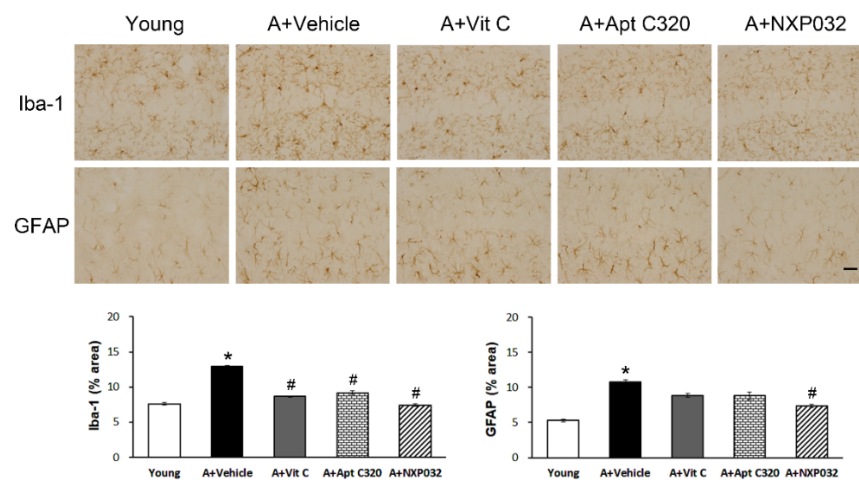 Young A+Vehicle A+Vit C A+Apt C320 A+NXP032
Iba-1
GFAP
Iba-1 (% area)
20
15
10
5
0
*
#
#
#
Young A+Vehicle A+Vit C A+Apt C320 A+NXP032
GFAP (% area)
20
15
10
5
0
*
#
Young A+Vehicle A+Vit C A+Apt C320 A+NXP032